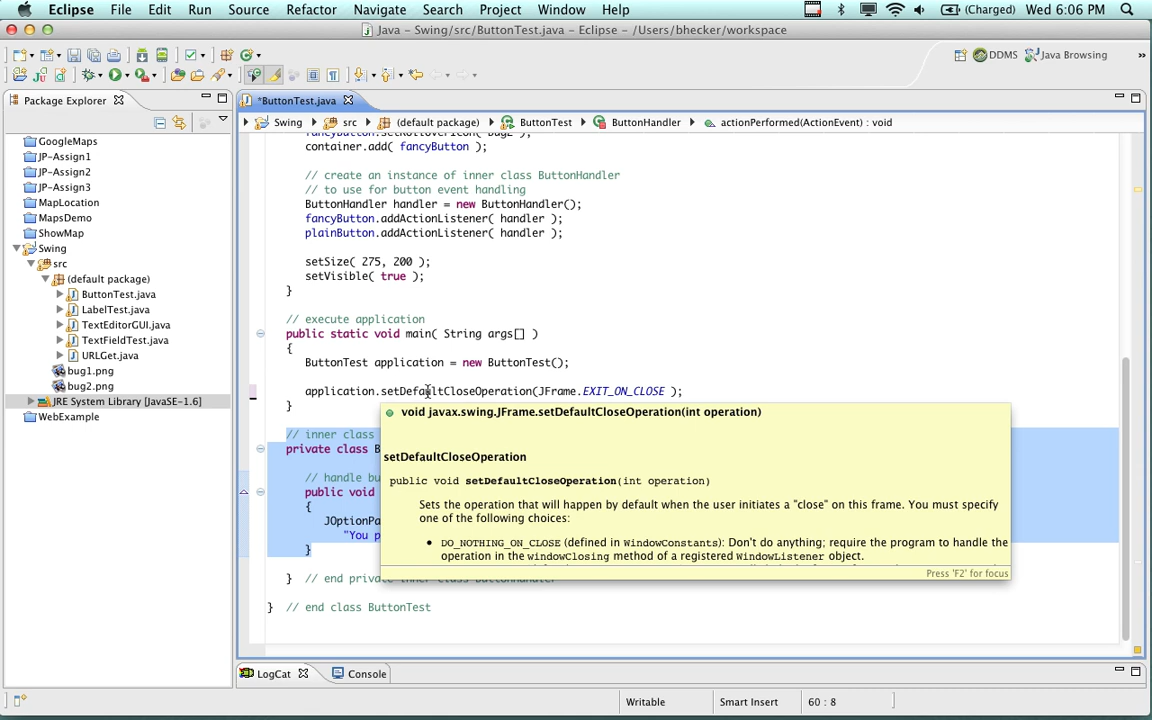 Eclipse File Edit Run Source Refactor Navigate Search Project Window Help (Charged) Wed 6:06 PM
Java – Swing/src/ButtonTest.java – Eclipse – /Users/bhecker/workspace
DDMS Java Browsing »
Package Explorer
*ButtonTest.java
Swing src (default package) ButtonTest ButtonHandler actionPerformed(ActionEvent) : void
GoogleMaps
JP-Assign1
JP-Assign2
JP-Assign3
MapLocation
MapsDemo
ShowMap
Swing
src
(default package)
ButtonTest.java
LabelTest.java
TextEditorGUI.java
TextFieldTest.java
URLGet.java
bug1.png
bug2.png
JRE System Library [JavaSE-1.6]
WebExample
fancyButton.setRolloverIcon( bug2 );
container.add( fancyButton );
// create an instance of inner class ButtonHandler
// to use for button event handling
ButtonHandler handler = new ButtonHandler();
fancyButton.addActionListener( handler );
plainButton.addActionListener( handler );
setSize( 275, 200 );
setVisible( true );
}
// execute application
public static void main( String args[] )
{
ButtonTest application = new ButtonTest();
application.setDefaultCloseOperation(JFrame.EXIT_ON_CLOSE );
}
// inner class
private class B
// handle bu
public void
{
JOptionPa
"You p
}
} // end private inner class ButtonHandler
} // end class ButtonTest
void javax.swing.JFrame.setDefaultCloseOperation(int operation)
setDefaultCloseOperation
public void setDefaultCloseOperation(int operation)
Sets the operation that will happen by default when the user initiates a "close" on this frame. You must specify
one of the following choices:
• DO_NOTHING_ON_CLOSE (defined in WindowConstants): Don't do anything; require the program to handle the
operation in the windowClosing method of a registered WindowListener object.
Press 'F2' for focus
LogCat Console
Writable Smart Insert 60 : 8